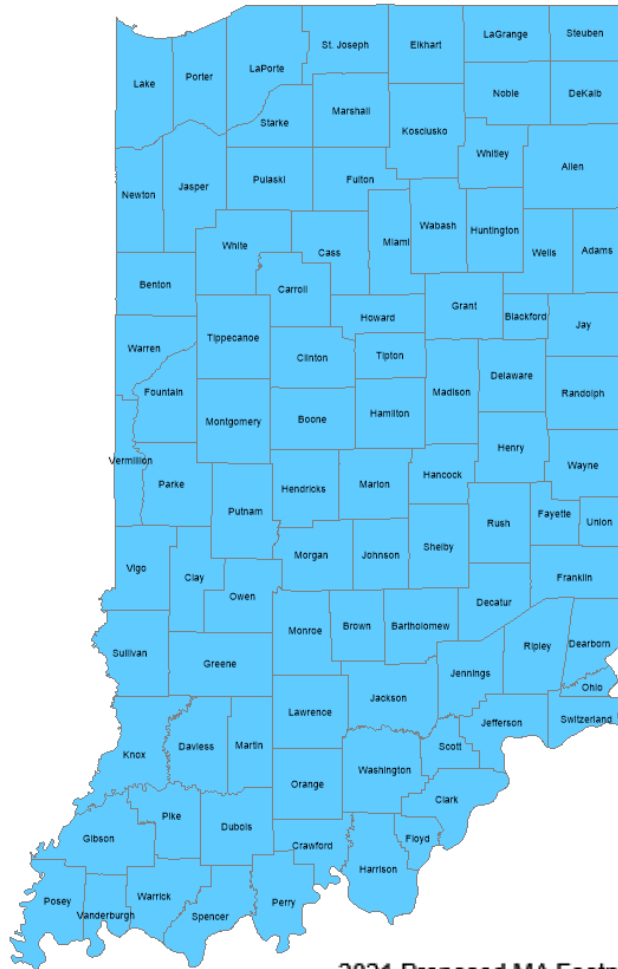 St. Joseph
Elkhart
LaGrange
Steuben
Lake
Porter
LaPorte
Noble
DeKalb
Starke
Marshall
Kosciusko
Whitley
Allen
Newton
Jasper
Pulaski
Fulton
White
Cass
Miami
Wabash
Huntington
Wells
Adams
Benton
Carroll
Grant
Blackford
Jay
Howard
Warren
Tippecanoe
Clinton
Tipton
Fountain
Madison
Delaware
Randolph
Montgomery
Boone
Hamilton
Henry
Wayne
Vermillion
Parke
Putnam
Hendricks
Marion
Hancock
Rush
Fayette
Union
Vigo
Clay
Owen
Morgan
Johnson
Shelby
Franklin
Decatur
Monroe
Brown
Bartholomew
Sullivan
Greene
Jennings
Ripley
Dearborn
Ohio
Lawrence
Jackson
Jefferson
Switzerland
Knox
Daviess
Martin
Scott
Orange
Washington
Clark
Gibson
Pike
Dubois
Crawford
Floyd
Harrison
Posey
Vanderburgh
Warrick
Spencer
Perry
2021 Proposed MA